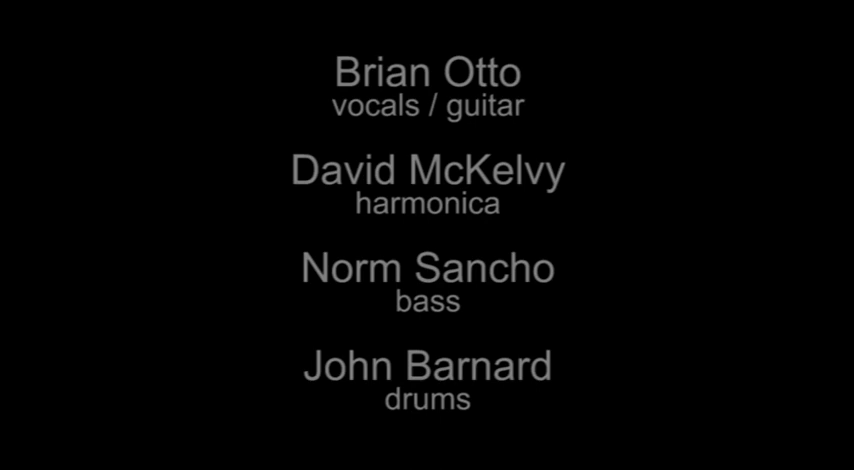 Brian Otto
vocals / guitar
David McKelvy
harmonica
Norm Sancho
bass
John Barnard
drums